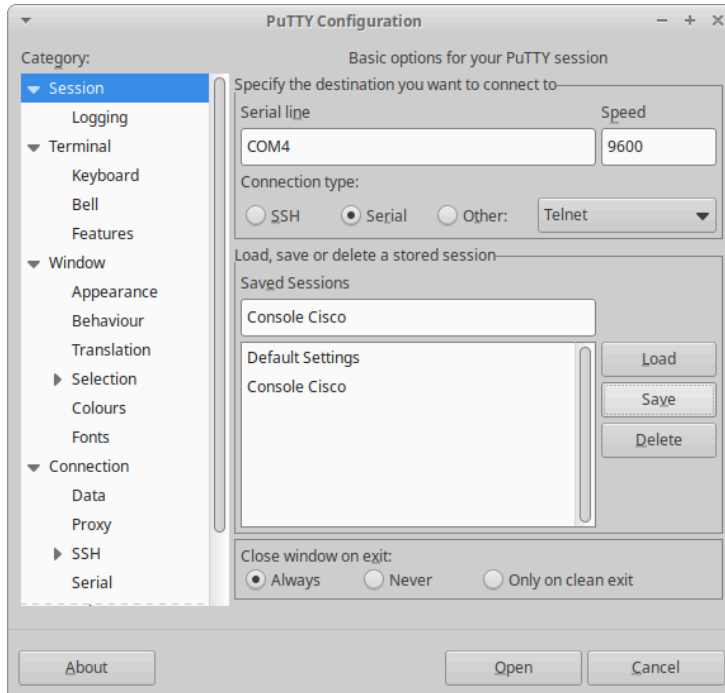 PuTTY Configuration
Category:
Session
Logging
Terminal
Keyboard
Bell
Features
Window
Appearance
Behaviour
Translation
Selection
Colours
Fonts
Connection
Data
Proxy
SSH
Serial
Basic options for your PuTTY session
Specify the destination you want to connect to
Serial line Speed
COM4 9600
Connection type:
SSH Serial Other: Telnet
Load, save or delete a stored session
Saved Sessions
Console Cisco
Default Settings
Console Cisco
Load
Save
Delete
Close window on exit:
Always Never Only on clean exit
About Open Cancel